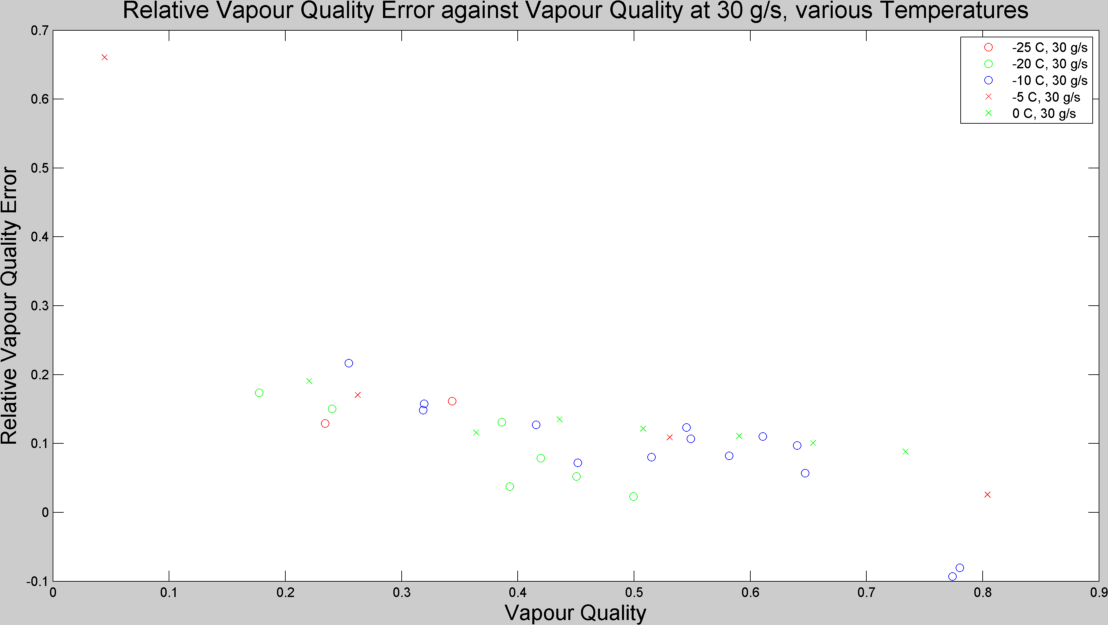 Relative Vapour Quality Error against Vapour Quality at 30 g/s, various Temperatures
Relative Vapour Quality Error
0.7
0.6
0.5
0.4
0.3
0.2
0.1
0
-0.1
-25 C, 30 g/s
-20 C, 30 g/s
-10 C, 30 g/s
-5 C, 30 g/s
0 C, 30 g/s
0 0.1 0.2 0.3 0.4 0.5 0.6 0.7 0.8 0.9
Vapour Quality